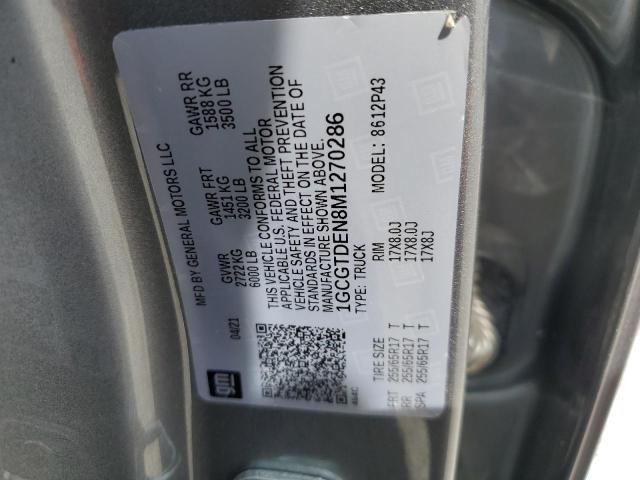 MFD BY GENERAL MOTORS LLC
04/21 GVWR GAWR FRT GAWR RR
2722 KG 1451 KG 1588 KG
6000 LB 3200 LB 3500 LB
THIS VEHICLE CONFORMS TO ALL
APPLICABLE U.S. FEDERAL MOTOR
VEHICLE SAFETY AND THEFT PREVENTION
STANDARDS IN EFFECT ON THE DATE OF
MANUFACTURE SHOWN ABOVE.
1GCGTDEN8M1270286
TYPE: TRUCK MODEL: 8612P43
TIRE SIZE RIM
FRT 255/65R17 T 17X8.0J
RR 255/65R17 T 17X8.0J
SPA 255/65R17 T 17X8J
GM